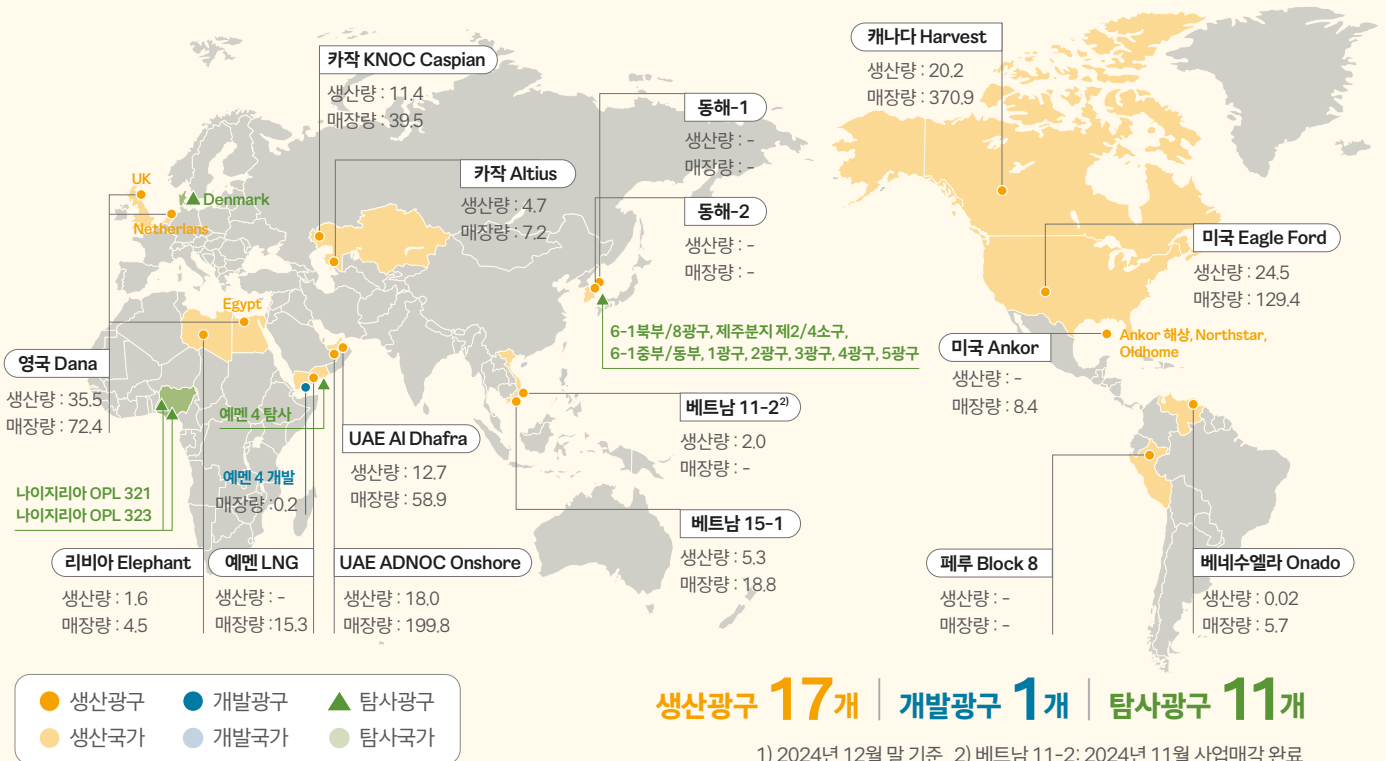 카작 KNOC Caspian
생산량 : 11.4
매장량 : 39.5
카작 Altius
생산량 : 4.7
매장량 : 7.2
동해-1
생산량 : -
매장량 : -
동해-2
생산량 : -
매장량 : -
캐나다 Harvest
생산량 : 20.2
매장량 : 370.9
미국 Eagle Ford
생산량 : 24.5
매장량 : 129.4
UK
Denmark
Netherlans
Egypt
6-1북부/8광구, 제주분지 제2/4소구,
6-1중부/동부, 1광구, 2광구, 3광구, 4광구, 5광구
미국 Ankor
생산량 : -
매장량 : 8.4
Ankor 해상, Northstar,
Oldhome
영국 Dana
생산량 : 35.5
매장량 : 72.4
예멘 4 탐사
예멘 4 개발
매장량 :0.2
나이지리아 OPL 321
나이지리아 OPL 323
UAE Al Dhafra
생산량 : 12.7
매장량 : 58.9
베트남 11-2²⁾
생산량 : 2.0
매장량 : -
베트남 15-1
생산량 : 5.3
매장량 : 18.8
리비아 Elephant
생산량 : 1.6
매장량 : 4.5
예멘 LNG
생산량 : -
매장량 :15.3
UAE ADNOC Onshore
생산량 : 18.0
매장량 : 199.8
페루 Block 8
생산량 : -
매장량 : -
베네수엘라 Onado
생산량 : 0.02
매장량 : 5.7
생산광구 개발광구 탐사광구
생산국가 개발국가 탐사국가
생산광구 17개 | 개발광구 1개 | 탐사광구 11개
1) 2024년 12월 말 기준 2) 베트남 11-2: 2024년 11월 사업매각 완료